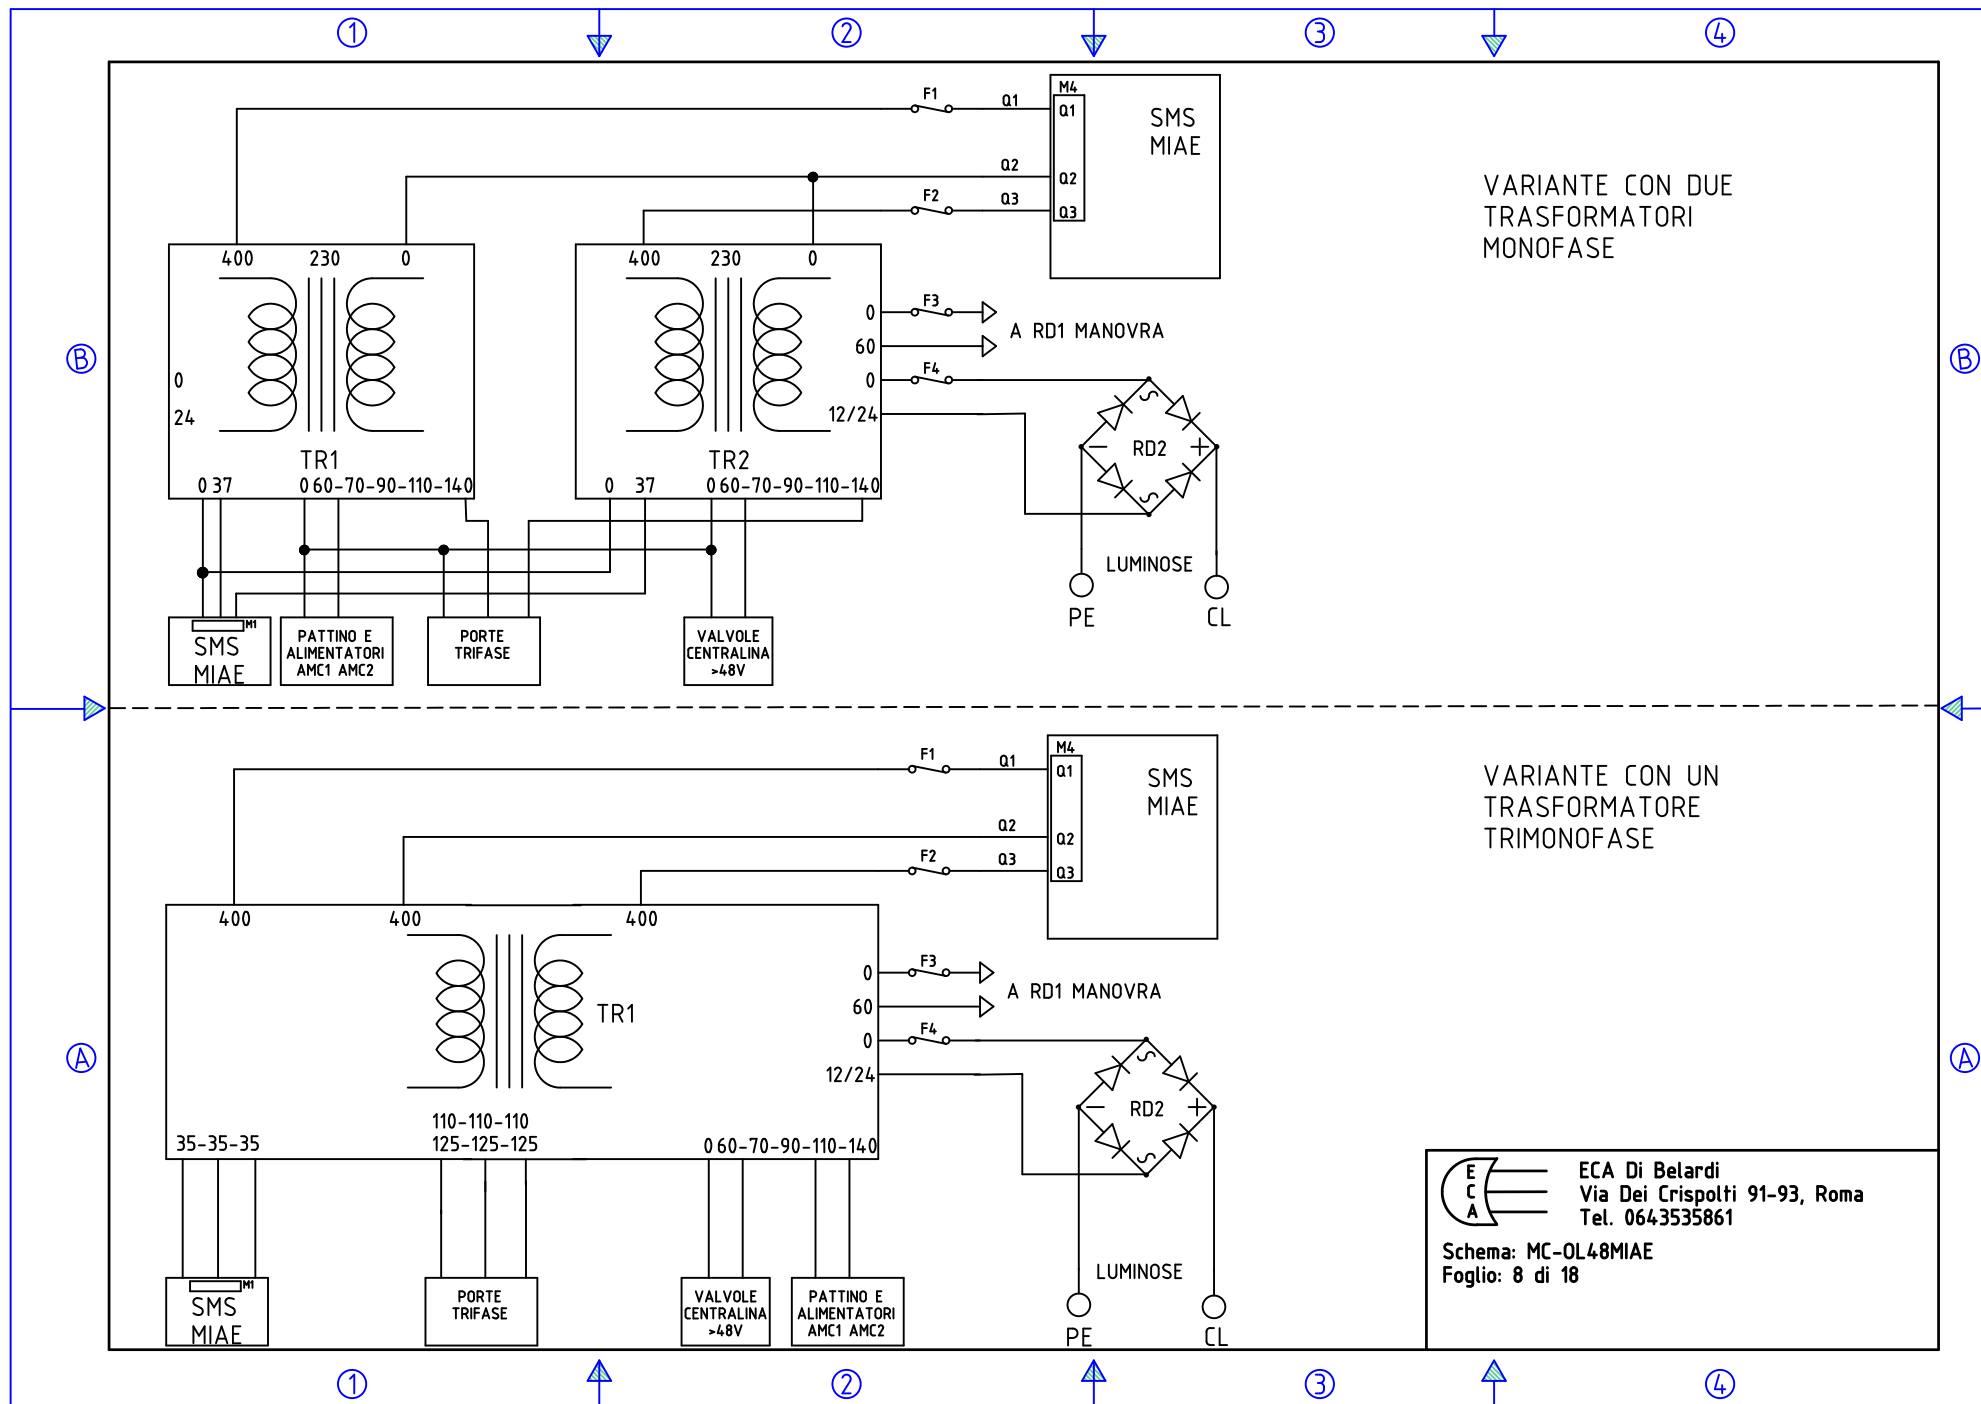 1
2
3
4
F1
Q1
M4
Q1
SMS
MIAE
Q2
Q2
F2
Q3
Q3
VARIANTE CON DUE
TRASFORMATORI
MONOFASE
400 230 0
400 230 0
0
F3
A RD1 MANOVRA
60
B
B
0
24
0
F4
12/24
S
RD2
S
TR1
TR2
0 37
0 60-70-90-110-140
0 37
0 60-70-90-110-140
LUMINOSE
PE
CL
M1
SMS
MIAE
PATTINO E
ALIMENTATORI
AMC1 AMC2
PORTE
TRIFASE
VALVOLE
CENTRALINA
>48V
F1
Q1
M4
Q1
SMS
MIAE
Q2
Q2
F2
Q3
Q3
VARIANTE CON UN
TRASFORMATORE
TRIMONOFASE
400
400
400
0
F3
A RD1 MANOVRA
60
TR1
0
F4
A
A
12/24
S
RD2
S
110-110-110
35-35-35
125-125-125
0 60-70-90-110-140
LUMINOSE
PE
CL
M1
SMS
MIAE
PORTE
TRIFASE
VALVOLE
CENTRALINA
>48V
PATTINO E
ALIMENTATORI
AMC1 AMC2
E
C
A
ECA Di Belardi
Via Dei Crispolti 91-93, Roma
Tel. 0643535861
Schema: MC-OL48MIAE
Foglio: 8 di 18
1
2
3
4